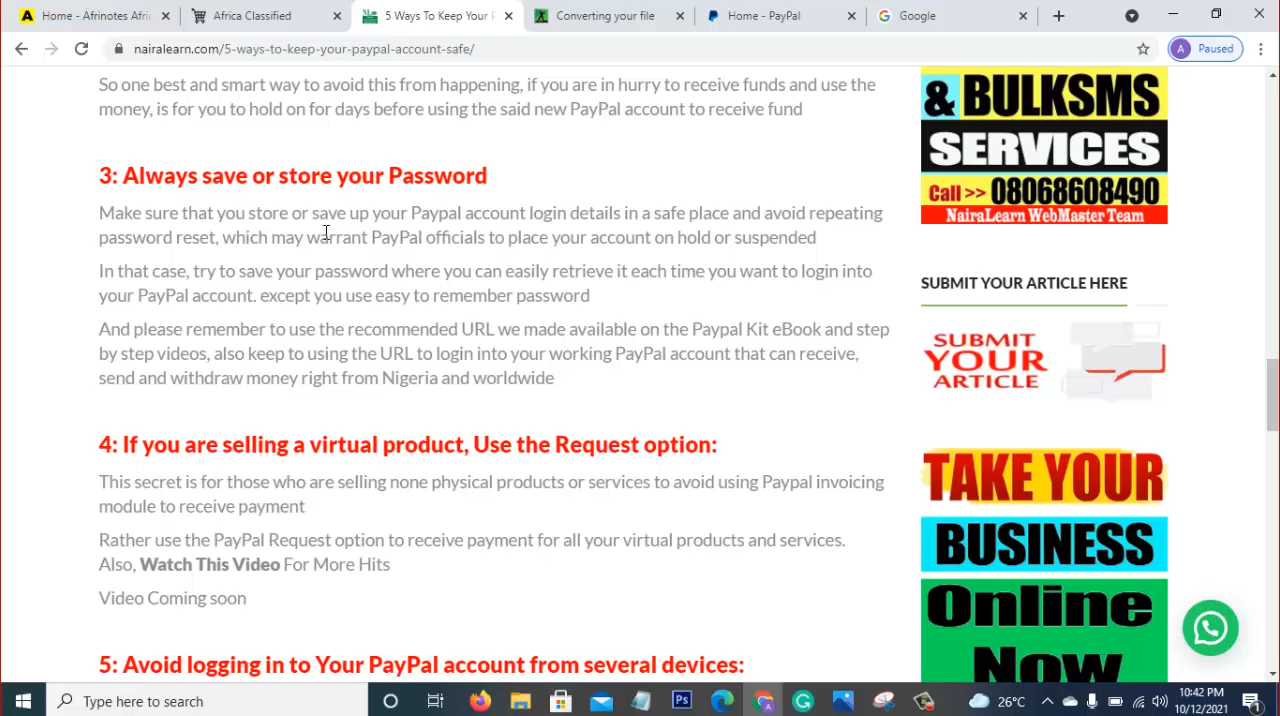 Home - Afrinotes Afric
Africa Classified
5 Ways To Keep Your P
Converting your file
Home - PayPal
Google
nairalearn.com/5-ways-to-keep-your-paypal-account-safe/
A Paused
So one best and smart way to avoid this from happening, if you are in hurry to receive funds and use the
money, is for you to hold on for days before using the said new PayPal account to receive fund
3: Always save or store your Password
Make sure that you store or save up your Paypal account login details in a safe place and avoid repeating
password reset, which may warrant PayPal officials to place your account on hold or suspended
In that case, try to save your password where you can easily retrieve it each time you want to login into
your PayPal account. except you use easy to remember password
And please remember to use the recommended URL we made available on the Paypal Kit eBook and step
by step videos, also keep to using the URL to login into your working PayPal account that can receive,
send and withdraw money right from Nigeria and worldwide
4: If you are selling a virtual product, Use the Request option:
This secret is for those who are selling none physical products or services to avoid using Paypal invoicing
module to receive payment
Rather use the PayPal Request option to receive payment for all your virtual products and services.
Also, Watch This Video For More Hits
Video Coming soon
5: Avoid logging in to Your PayPal account from several devices:
& BULKSMS
SERVICES
Call >> 08068608490
NairaLearn WebMaster Team
SUBMIT YOUR ARTICLE HERE
SUBMIT
YOUR
ARTICLE
TAKE YOUR
BUSINESS
Online
Now
Type here to search
Ps
26°C
10:42 PM
10/12/2021